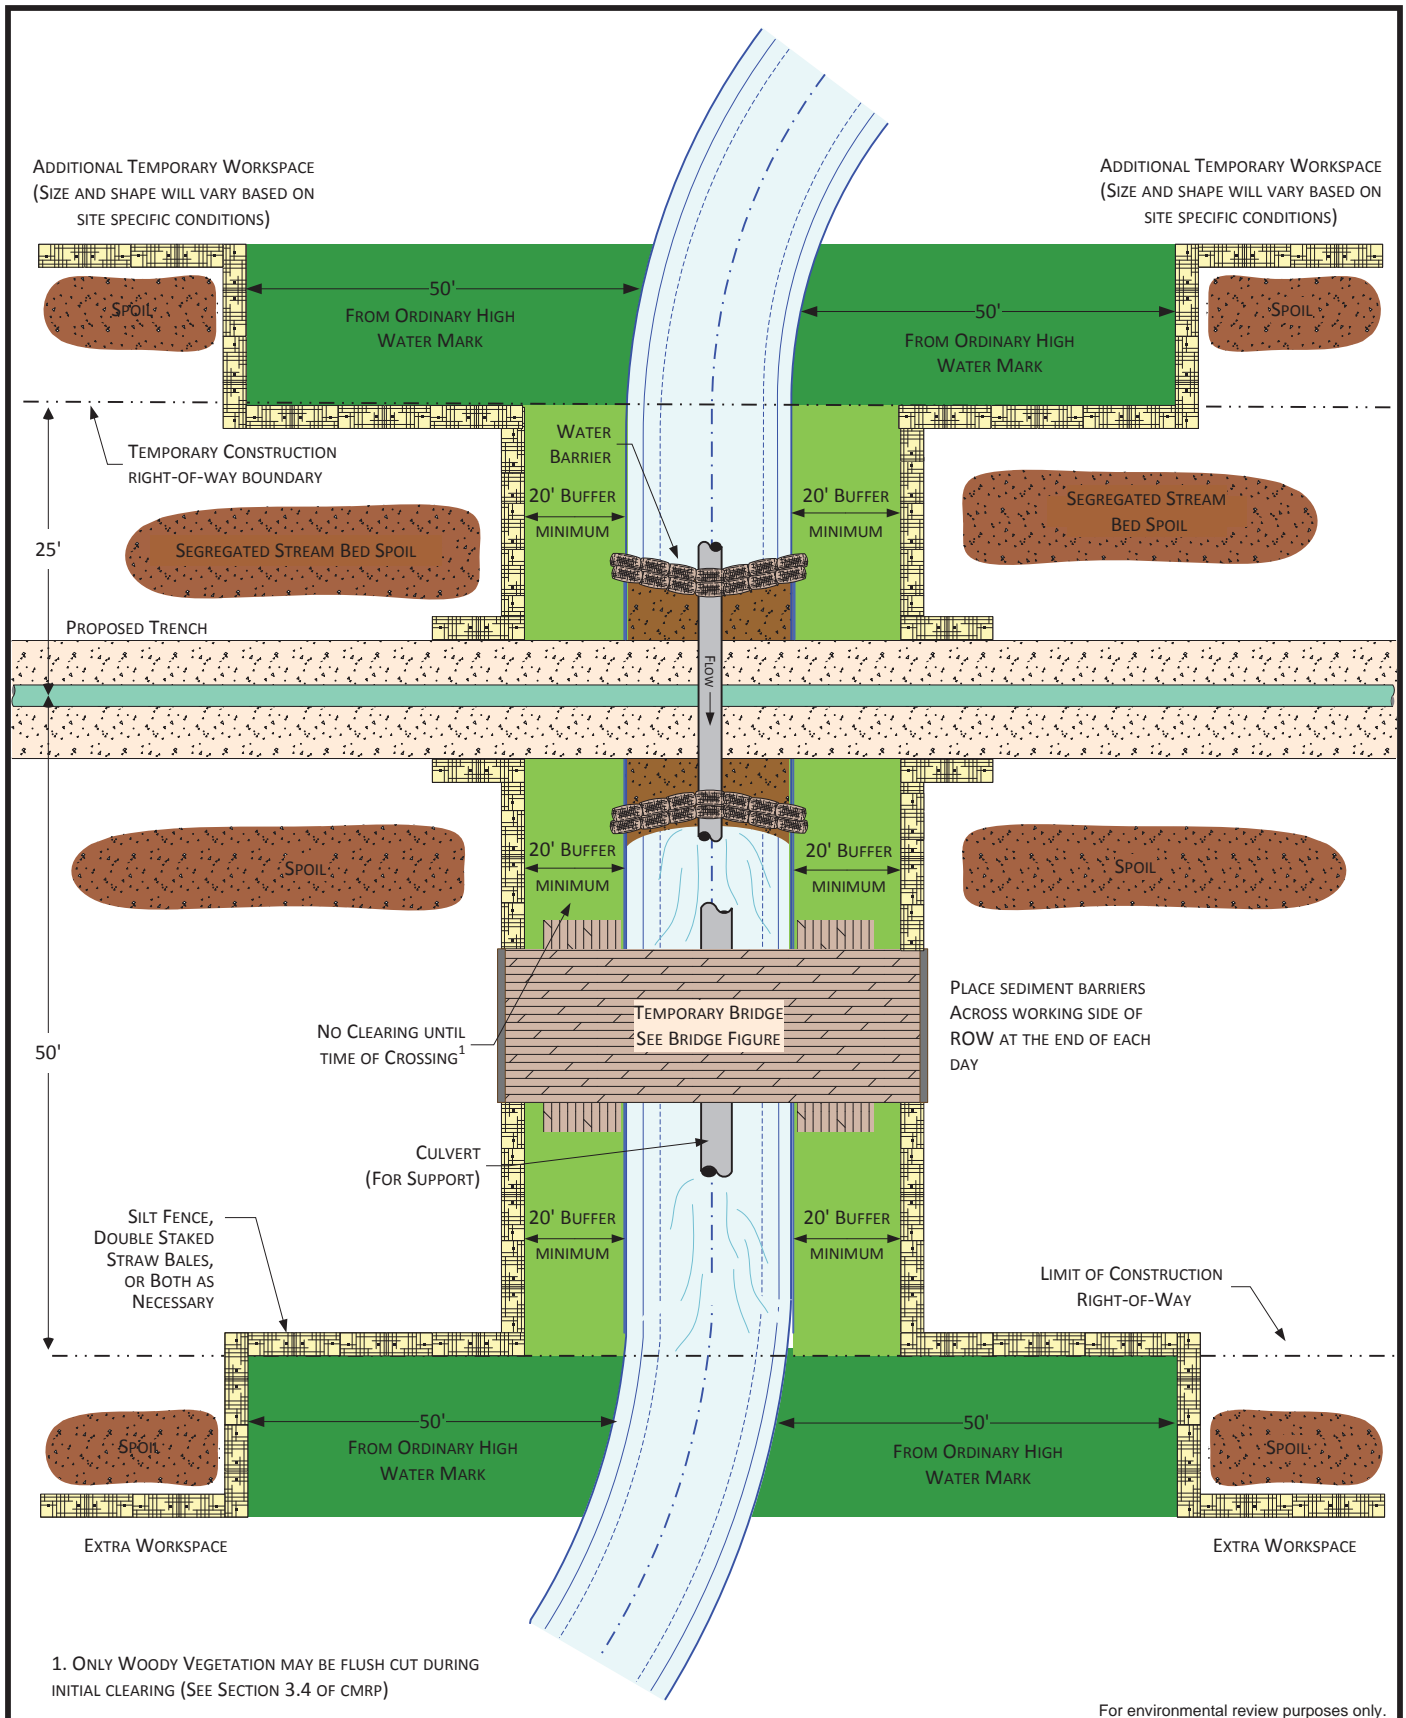 Additional Temporary Workspace
(Size and shape will vary based on
site specific conditions)
Additional Temporary Workspace
(Size and shape will vary based on
site specific conditions)
Spoil
50'
From Ordinary High
Water Mark
50'
From Ordinary High
Water Mark
Spoil
Temporary Construction
right-of-way boundary
Water
Barrier
20' Buffer
minimum
20' Buffer
minimum
Segregated Stream Bed Spoil
Segregated Stream
Bed Spoil
25'
Proposed Trench
Flow
Spoil
20' Buffer
minimum
20' Buffer
minimum
Spoil
No Clearing until
time of Crossing¹
Temporary Bridge
See Bridge Figure
Place sediment barriers
Across working side of
ROW at the end of each
day
50'
Culvert
(For Support)
Silt Fence,
Double Staked
Straw Bales,
or Both as
Necessary
20' Buffer
minimum
20' Buffer
minimum
Limit of Construction
Right-of-Way
Spoil
50'
From Ordinary High
Water Mark
50'
From Ordinary High
Water Mark
Spoil
Extra Workspace
Extra Workspace
1. Only Woody Vegetation may be flush cut during
initial clearing (See Section 3.4 of CMRP)
For environmental review purposes only.